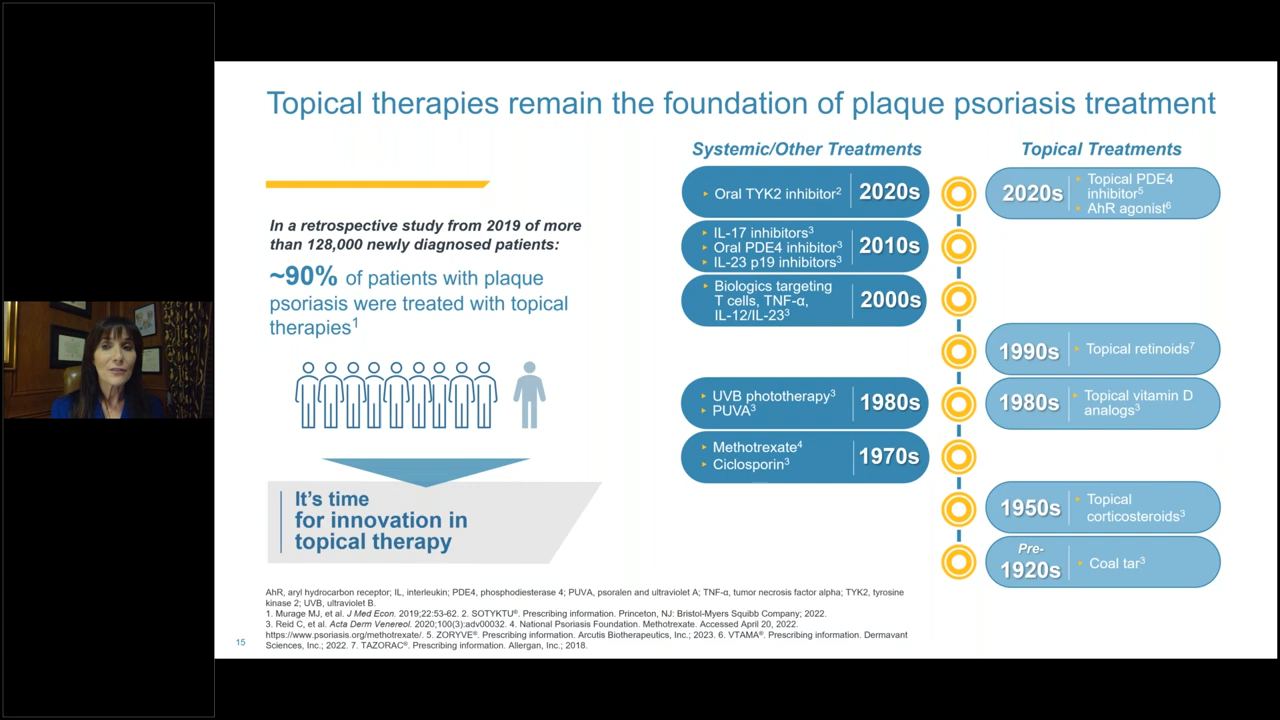 Topical therapies remain the foundation of plaque psoriasis treatment
In a retrospective study from 2019 of more
than 128,000 newly diagnosed patients:
~90% of patients with plaque
psoriasis were treated with topical
therapies1
It’s time
for innovation in
topical therapy
Systemic/Other Treatments
Oral TYK2 inhibitor2
2020s
IL-17 inhibitors3
Oral PDE4 inhibitor3
IL-23 p19 inhibitors3
2010s
Biologics targeting
T cells, TNF-α,
IL-12/IL-233
2000s
UVB phototherapy3
PUVA3
1980s
Methotrexate4
Ciclosporin3
1970s
Topical Treatments
2020s
Topical PDE4
inhibitor5
AhR agonist6
1990s
Topical retinoids7
1980s
Topical vitamin D
analogs3
1950s
Topical
corticosteroids3
Pre-
1920s
Coal tar3
AhR, aryl hydrocarbon receptor; IL, interleukin; PDE4, phosphodiesterase 4; PUVA, psoralen and ultraviolet A; TNF-α, tumor necrosis factor alpha; TYK2, tyrosine
kinase 2; UVB, ultraviolet B.
1. Murage MJ, et al. J Med Econ. 2019;22:53-62. 2. SOTYKTU®. Prescribing information. Princeton, NJ: Bristol-Myers Squibb Company; 2022.
3. Reid C, et al. Acta Derm Venereol. 2020;100(3):adv00032. 4. National Psoriasis Foundation. Methotrexate. Accessed April 20, 2022.
https://www.psoriasis.org/methotrexate/. 5. ZORYVE®. Prescribing information. Arcutis Biotherapeutics, Inc.; 2023. 6. VTAMA®. Prescribing information. Dermavant
Sciences, Inc.; 2022. 7. TAZORAC®. Prescribing information. Allergan, Inc.; 2018.
15